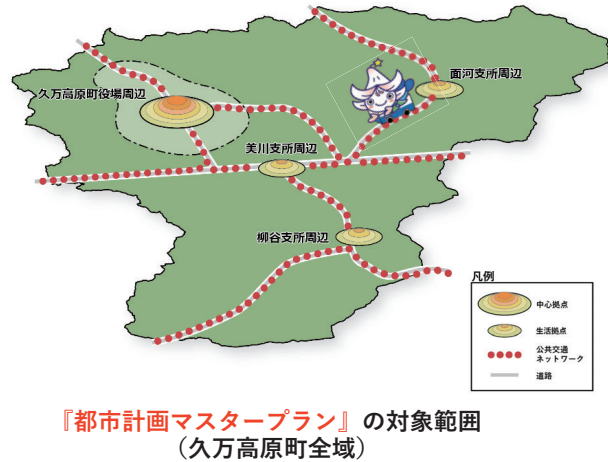 面河支所周辺
久万高原町役場周辺
美川支所周辺
柳谷支所周辺
凡例
中心拠点
生活拠点
公共交通
ネットワーク
道路
『都市計画マスタープラン』の対象範囲
（久万高原町全域）